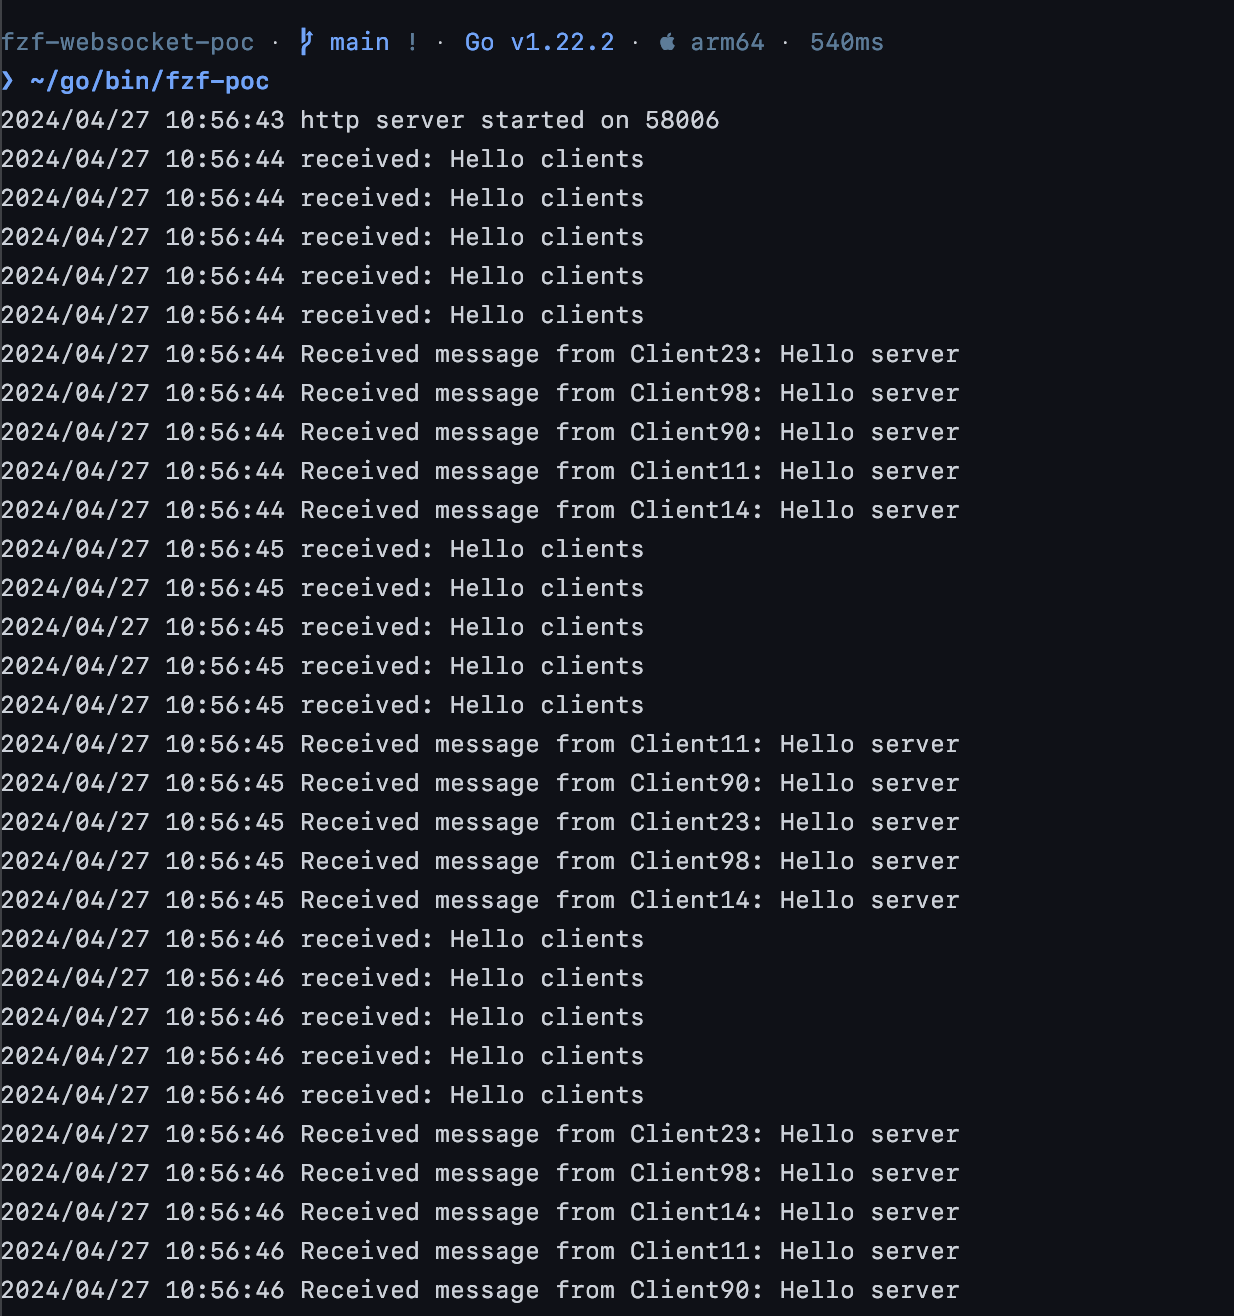 fzf-websocket-poc · main ! · Go v1.22.2 · arm64 · 540ms
❯ ~/go/bin/fzf-poc
2024/04/27 10:56:43 http server started on 58006
2024/04/27 10:56:44 received: Hello clients
2024/04/27 10:56:44 received: Hello clients
2024/04/27 10:56:44 received: Hello clients
2024/04/27 10:56:44 received: Hello clients
2024/04/27 10:56:44 received: Hello clients
2024/04/27 10:56:44 Received message from Client23: Hello server
2024/04/27 10:56:44 Received message from Client98: Hello server
2024/04/27 10:56:44 Received message from Client90: Hello server
2024/04/27 10:56:44 Received message from Client11: Hello server
2024/04/27 10:56:44 Received message from Client14: Hello server
2024/04/27 10:56:45 received: Hello clients
2024/04/27 10:56:45 received: Hello clients
2024/04/27 10:56:45 received: Hello clients
2024/04/27 10:56:45 received: Hello clients
2024/04/27 10:56:45 received: Hello clients
2024/04/27 10:56:45 Received message from Client11: Hello server
2024/04/27 10:56:45 Received message from Client90: Hello server
2024/04/27 10:56:45 Received message from Client23: Hello server
2024/04/27 10:56:45 Received message from Client98: Hello server
2024/04/27 10:56:45 Received message from Client14: Hello server
2024/04/27 10:56:46 received: Hello clients
2024/04/27 10:56:46 received: Hello clients
2024/04/27 10:56:46 received: Hello clients
2024/04/27 10:56:46 received: Hello clients
2024/04/27 10:56:46 received: Hello clients
2024/04/27 10:56:46 Received message from Client23: Hello server
2024/04/27 10:56:46 Received message from Client98: Hello server
2024/04/27 10:56:46 Received message from Client14: Hello server
2024/04/27 10:56:46 Received message from Client11: Hello server
2024/04/27 10:56:46 Received message from Client90: Hello server